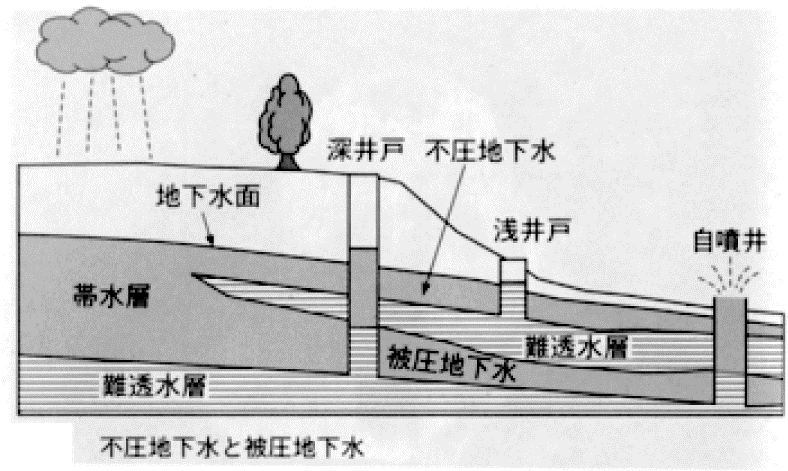 深井戸
不圧地下水
地下水面
浅井戸
自噴井
帯水層
難透水層
被圧地下水
難透水層
不圧地下水と被圧地下水